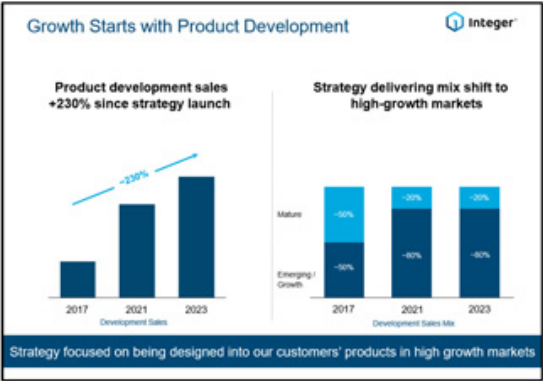 Growth Starts with Product Development
Integer
Product development sales
+230% since strategy launch
~230%
2017
2021
2023
Development Sales
Strategy delivering mix shift to
high-growth markets
Mature
Emerging /
Growth
~50%
~20%
~20%
~50%
~80%
~80%
2017
2021
2023
Development Sales Mix
Strategy focused on being designed into our customers' products in high growth markets